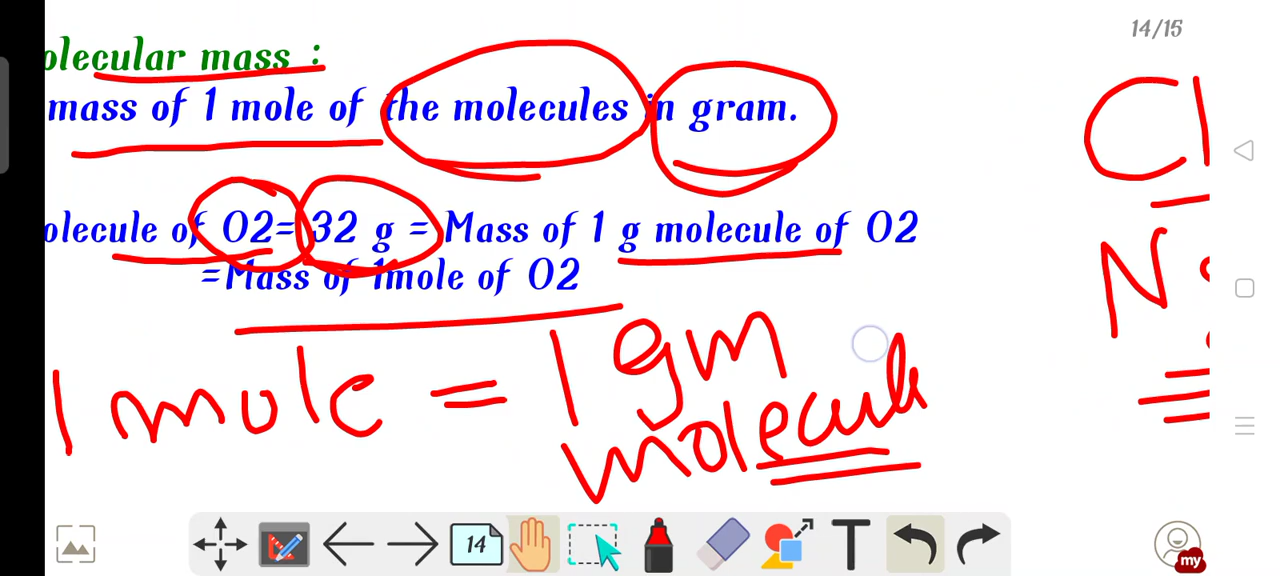 14/15
olecular mass :
mass of 1 mole of the molecules in gram.
Cl
olecule of O2= 32 g = Mass of 1 g molecule of O2
=Mass of 1mole of O2
N
1 mole = 1 gm
molecule
14
T
my